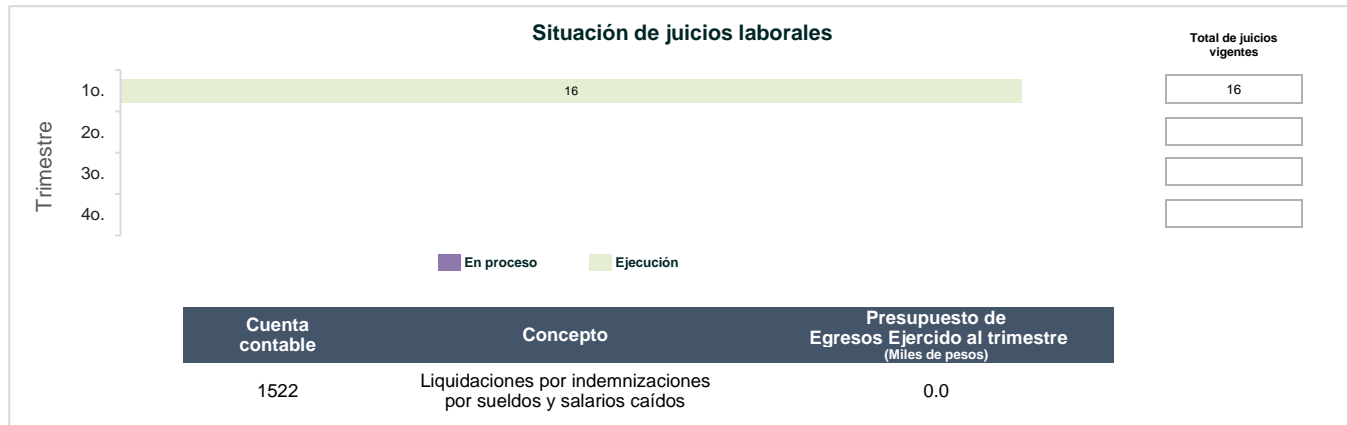 Situación de juicios laborales
Total de juicios
vigentes
Trimestre
1o.
16
16
2o.
3o.
4o.
En proceso
Ejecución
Cuenta
contable
Concepto
Presupuesto de
Egresos Ejercido al trimestre
(Miles de pesos)
1522
Liquidaciones por indemnizaciones
por sueldos y salarios caídos
0.0